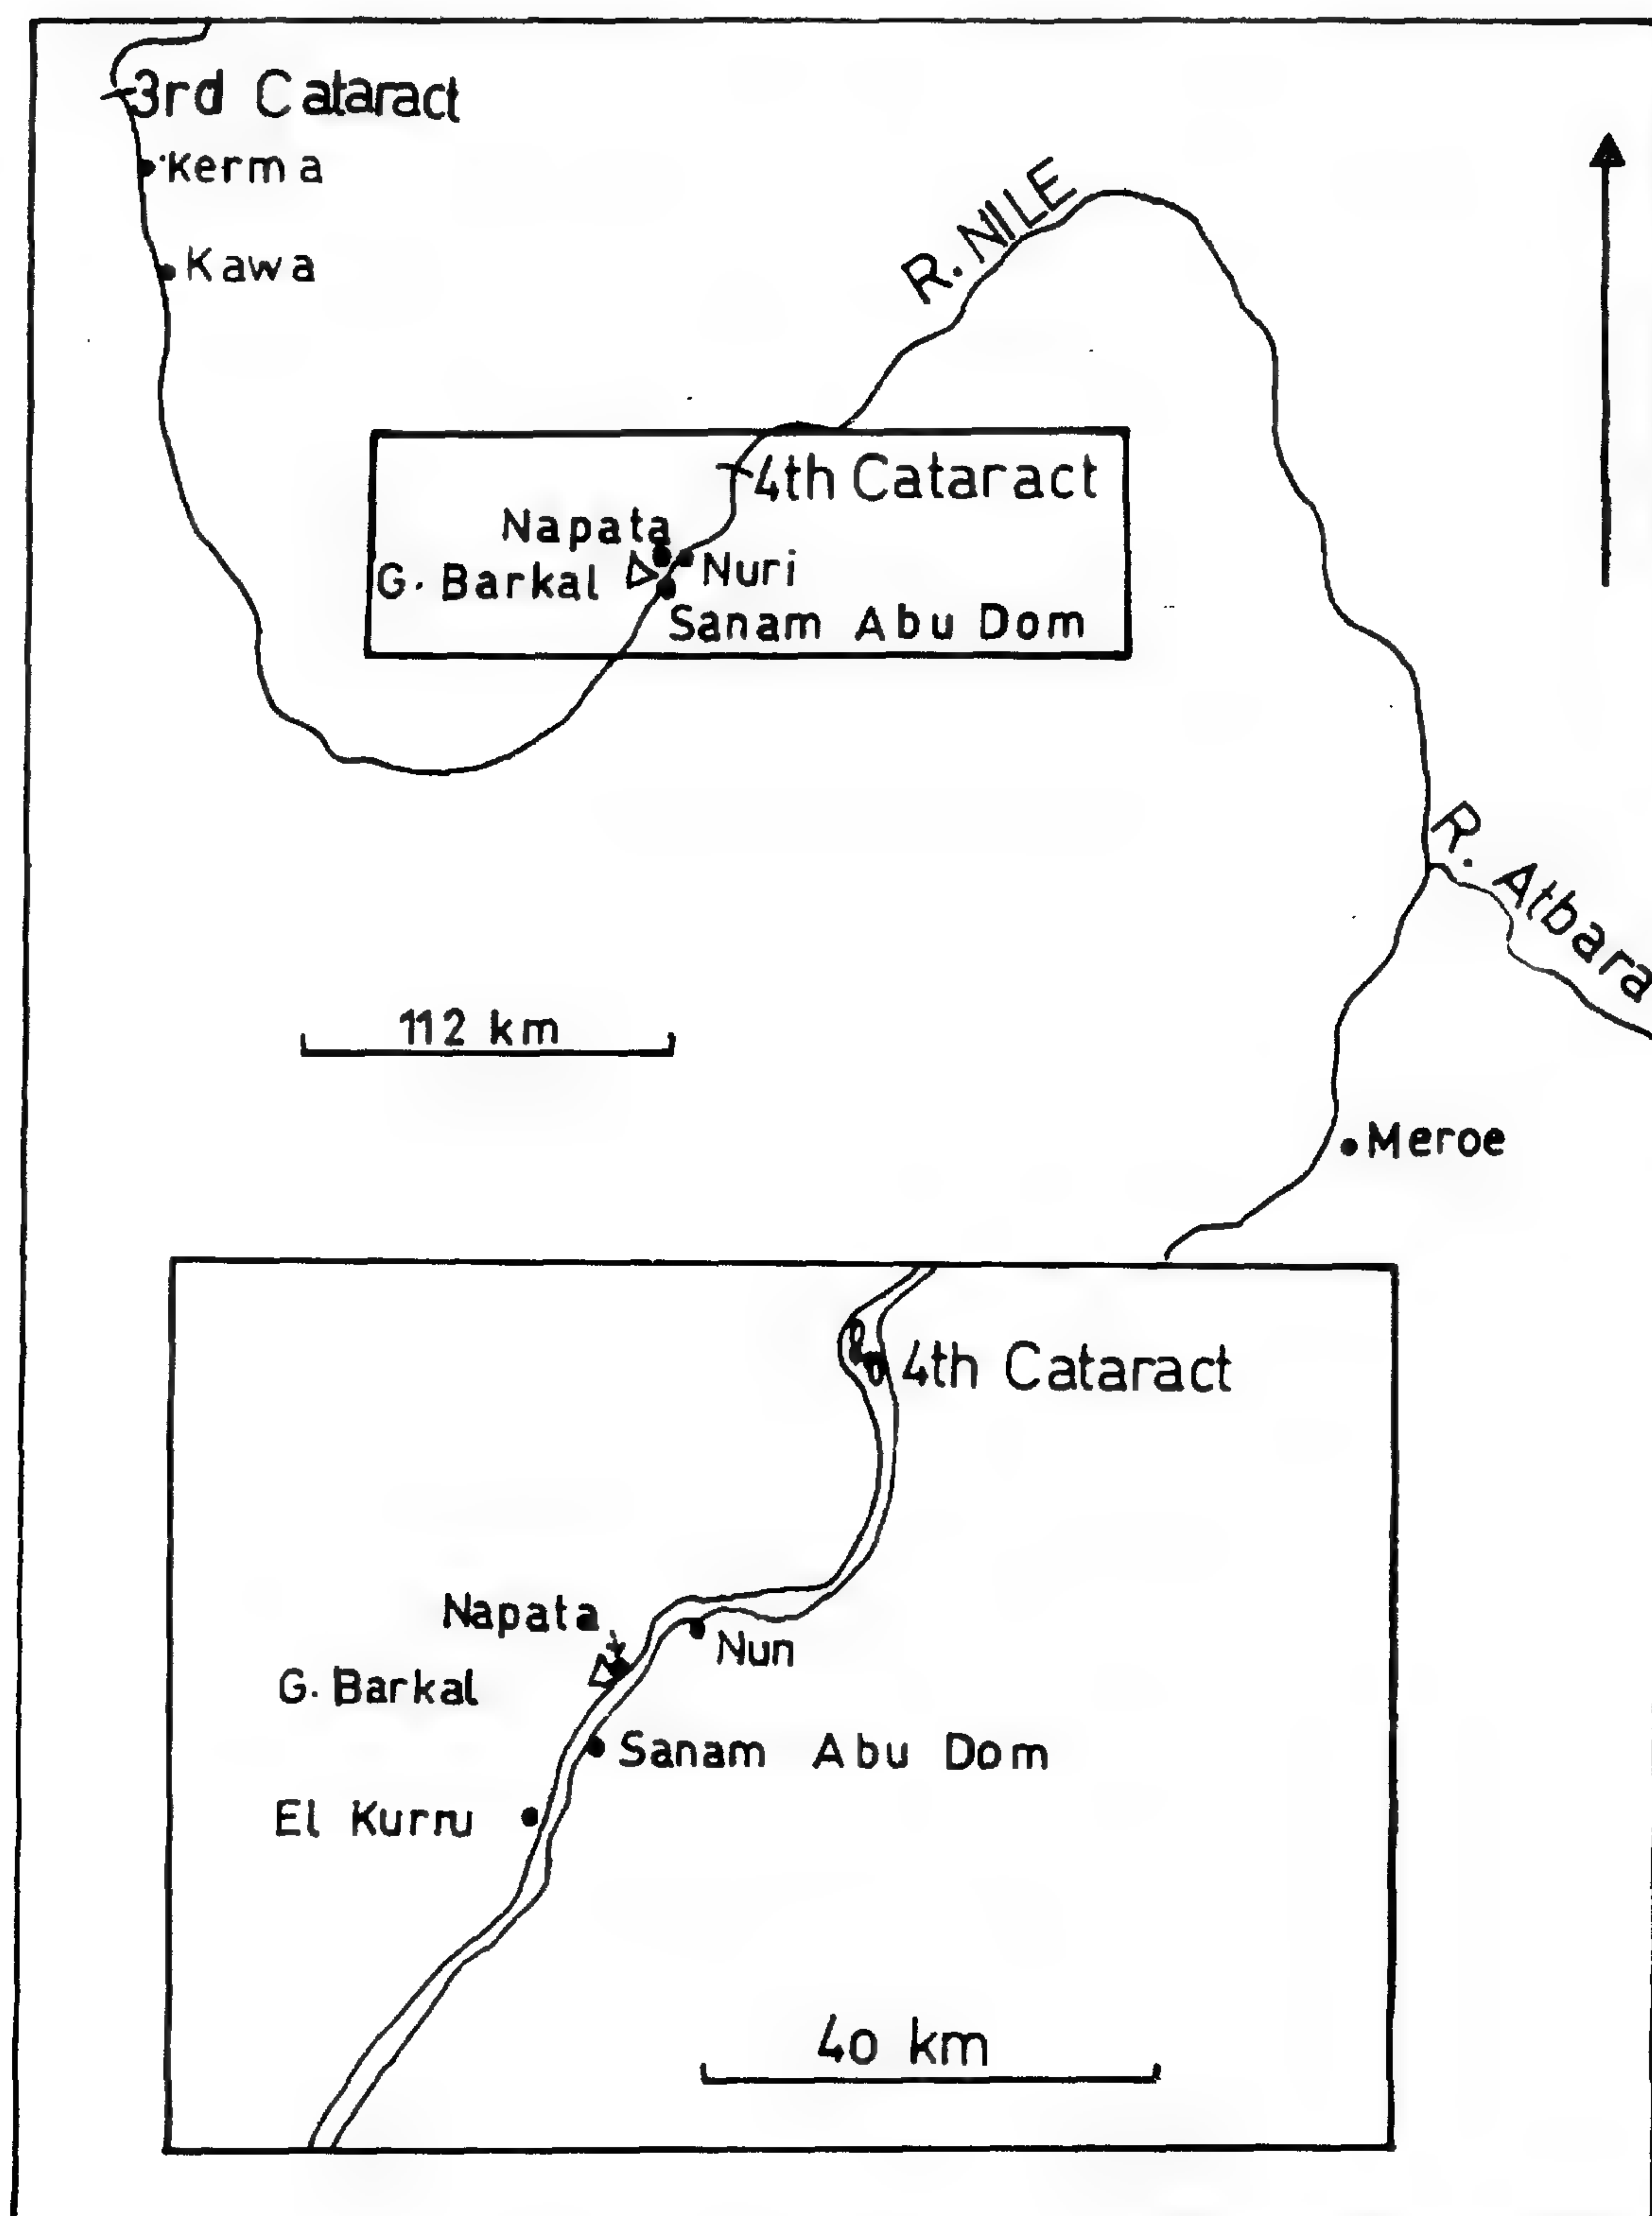 3rd Cataract
Kerma
Kawa
R. NILE
4th Cataract
Napata
G. Barkal
Nuri
Sanam Abu Dom
R. Atbara
112 km
Meroe
4th Cataract
Napata
Nun
G. Barkal
Sanam Abu Dom
El Kurru
40 km